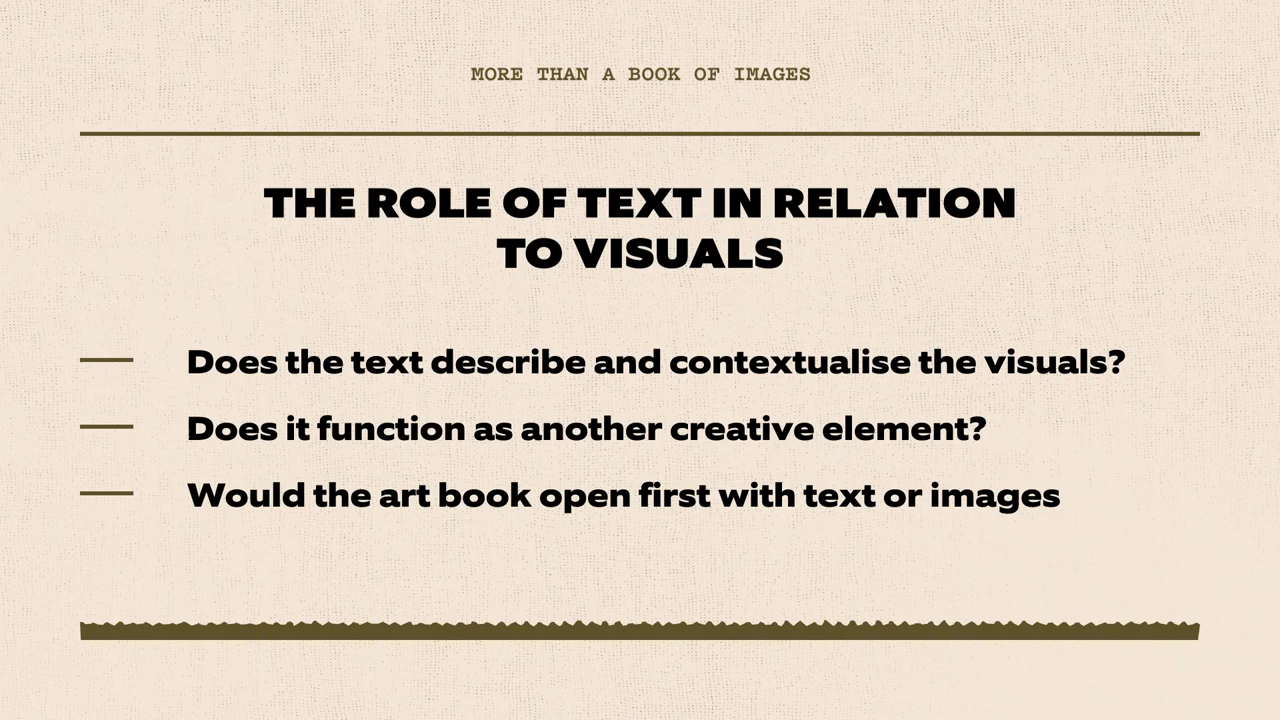 MORE THAN A BOOK OF IMAGES
THE ROLE OF TEXT IN RELATION
TO VISUALS
Does the text describe and contextualise the visuals?
Does it function as another creative element?
Would the art book open first with text or images